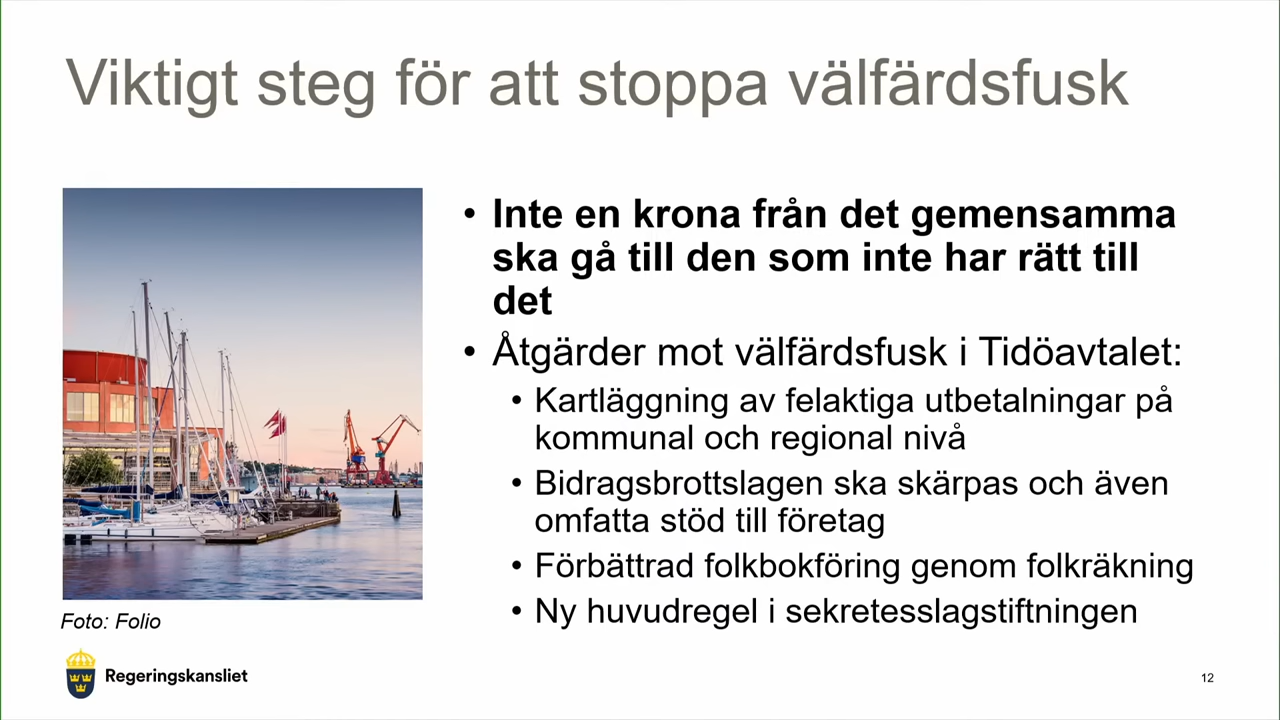 Viktigt steg för att stoppa välfärdsfusk
• Inte en krona från det gemensamma
ska gå till den som inte har rätt till
det
• Åtgärder mot välfärdsfusk i Tidöavtalet:
• Kartläggning av felaktiga utbetalningar på
kommunal och regional nivå
• Bidragsbrottslagen ska skärpas och även
omfatta stöd till företag
• Förbättrad folkbokföring genom folkräkning
• Ny huvudregel i sekretesslagstiftningen
Foto: Folio
Regeringskansliet
12